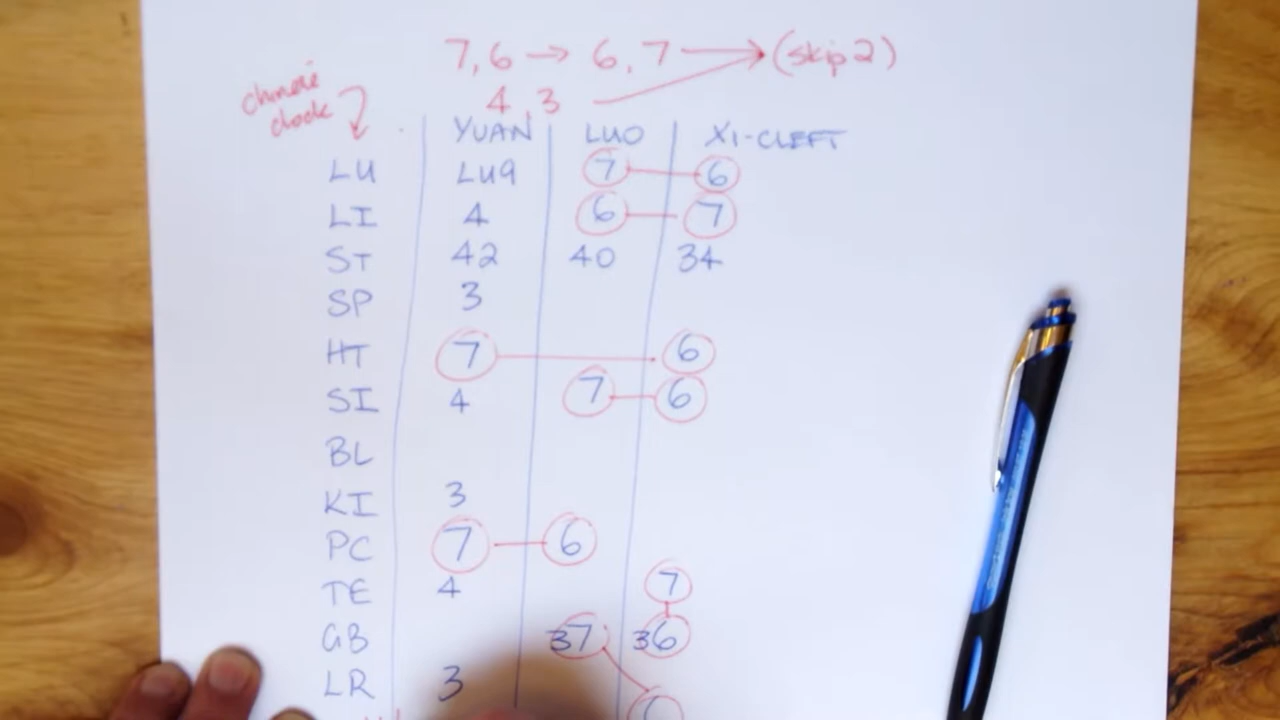 7,6 → 6,7 → (skip 2)
4,3
chinese clock
YUAN LUO XI-CLEFT
LU LU9 7 6
LI 4 6 7
ST 42 40 34
SP 3
HT 7 6
SI 4 7 6
BL
KI 3
PC 7 6
TE 4 7
GB 37 36
LR 3